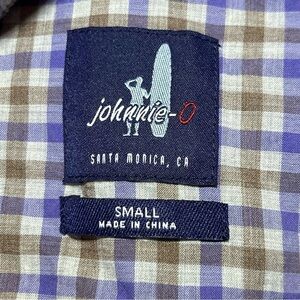 johnnie-O
SANTA MONICA, CA
SMALL
MADE IN CHINA